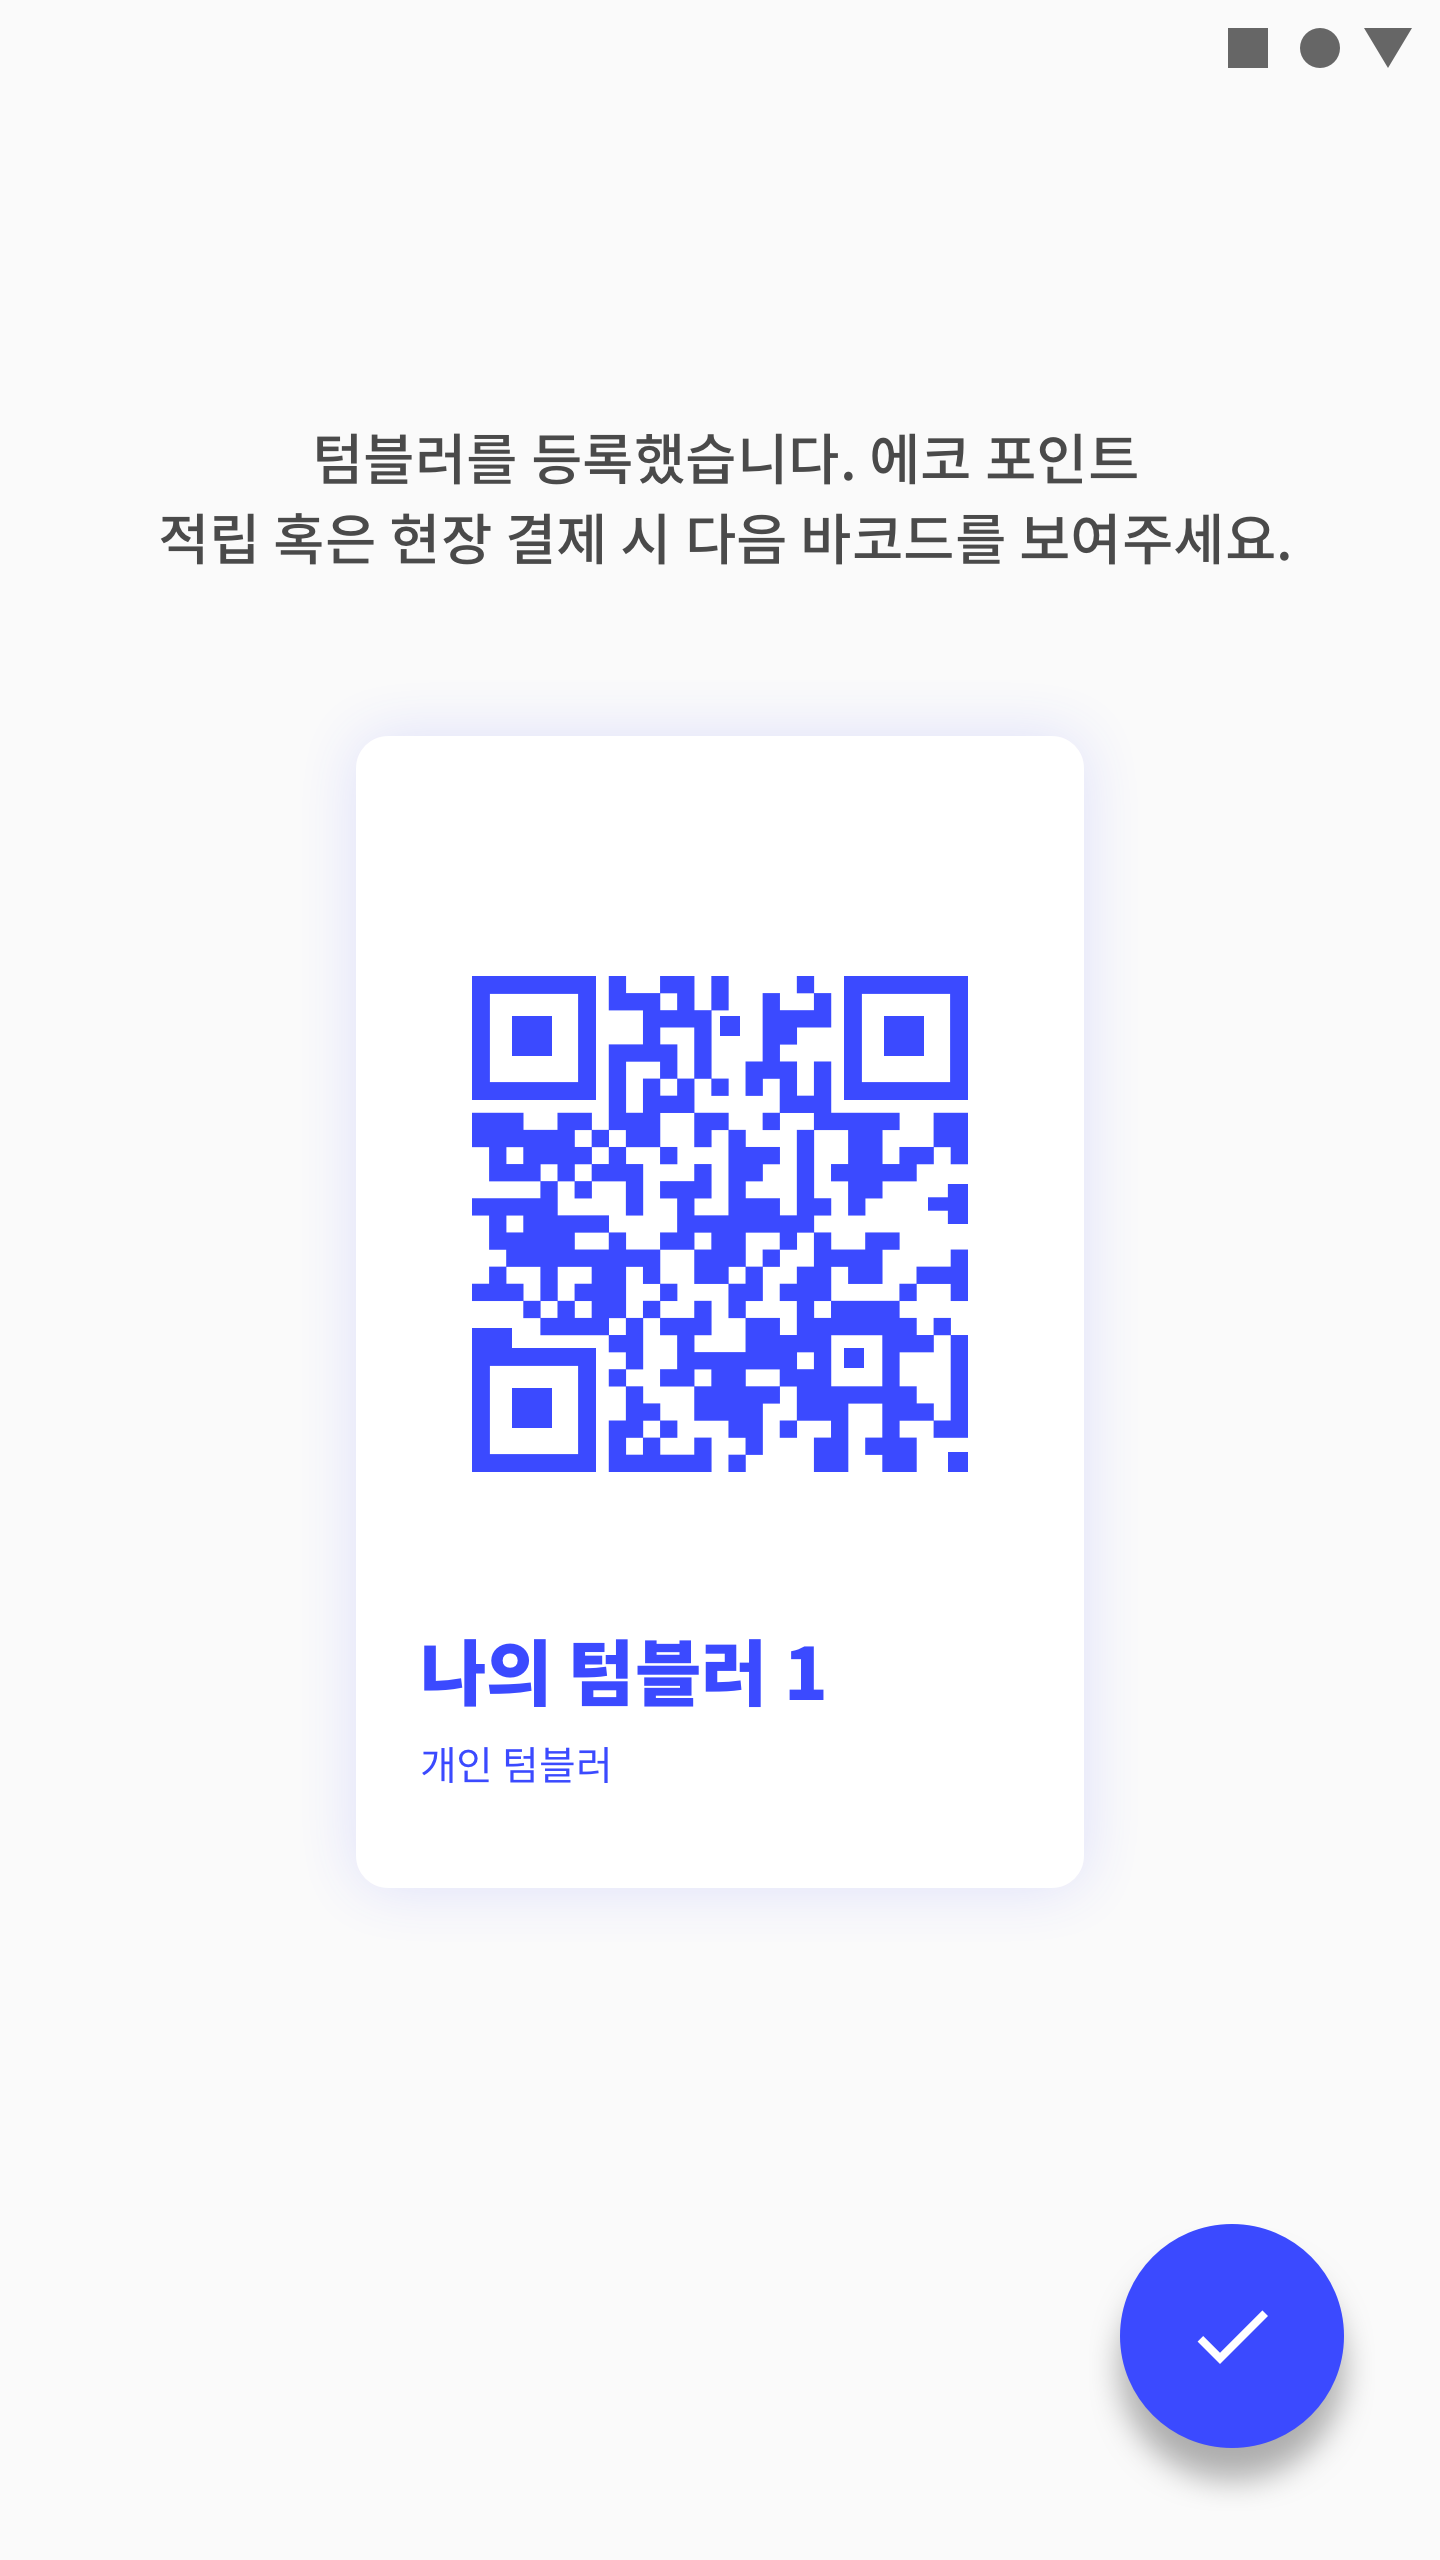 텀블러를 등록했습니다. 에코 포인트
적립 혹은 현장 결제 시 다음 바코드를 보여주세요.
나의 텀블러 1
개인 텀블러